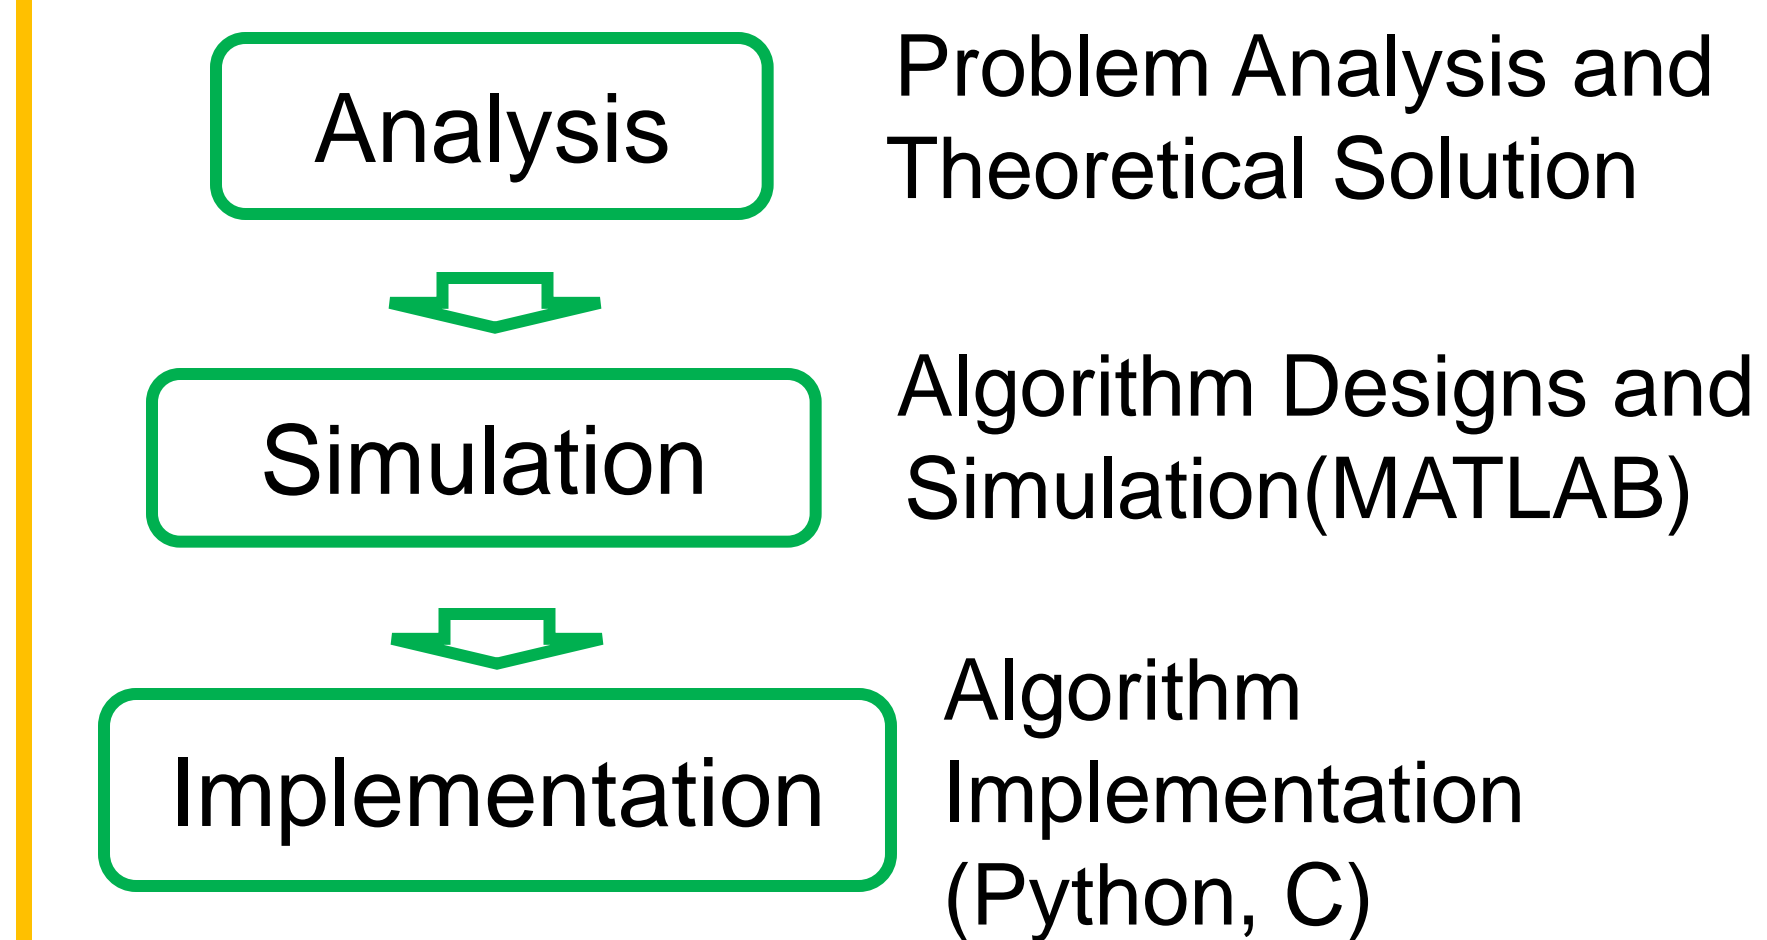 Analysis
Problem Analysis and
Theoretical Solution
Simulation
Algorithm Designs and
Simulation(MATLAB)
Implementation
Algorithm
Implementation
(Python, C)